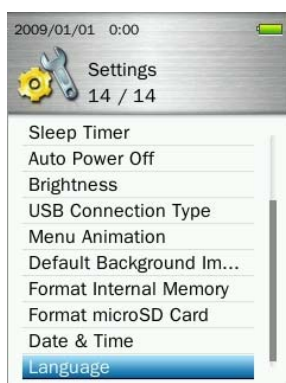 2009/01/01 0:00
Settings
14 / 14
Sleep Timer
Auto Power Off
Brightness
USB Connection Type
Menu Animation
Default Background Im...
Format Internal Memory
Format microSD Card
Date & Time
Language